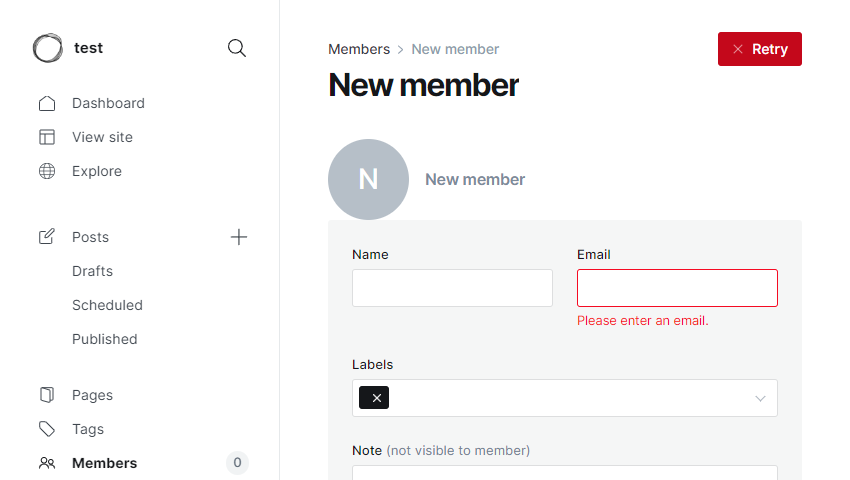 test
Dashboard
View site
Explore
Posts
Drafts
Scheduled
Published
Pages
Tags
Members 0
Members > New member
Retry
New member
N New member
Name
Email
Please enter an email.
Labels
Note (not visible to member)